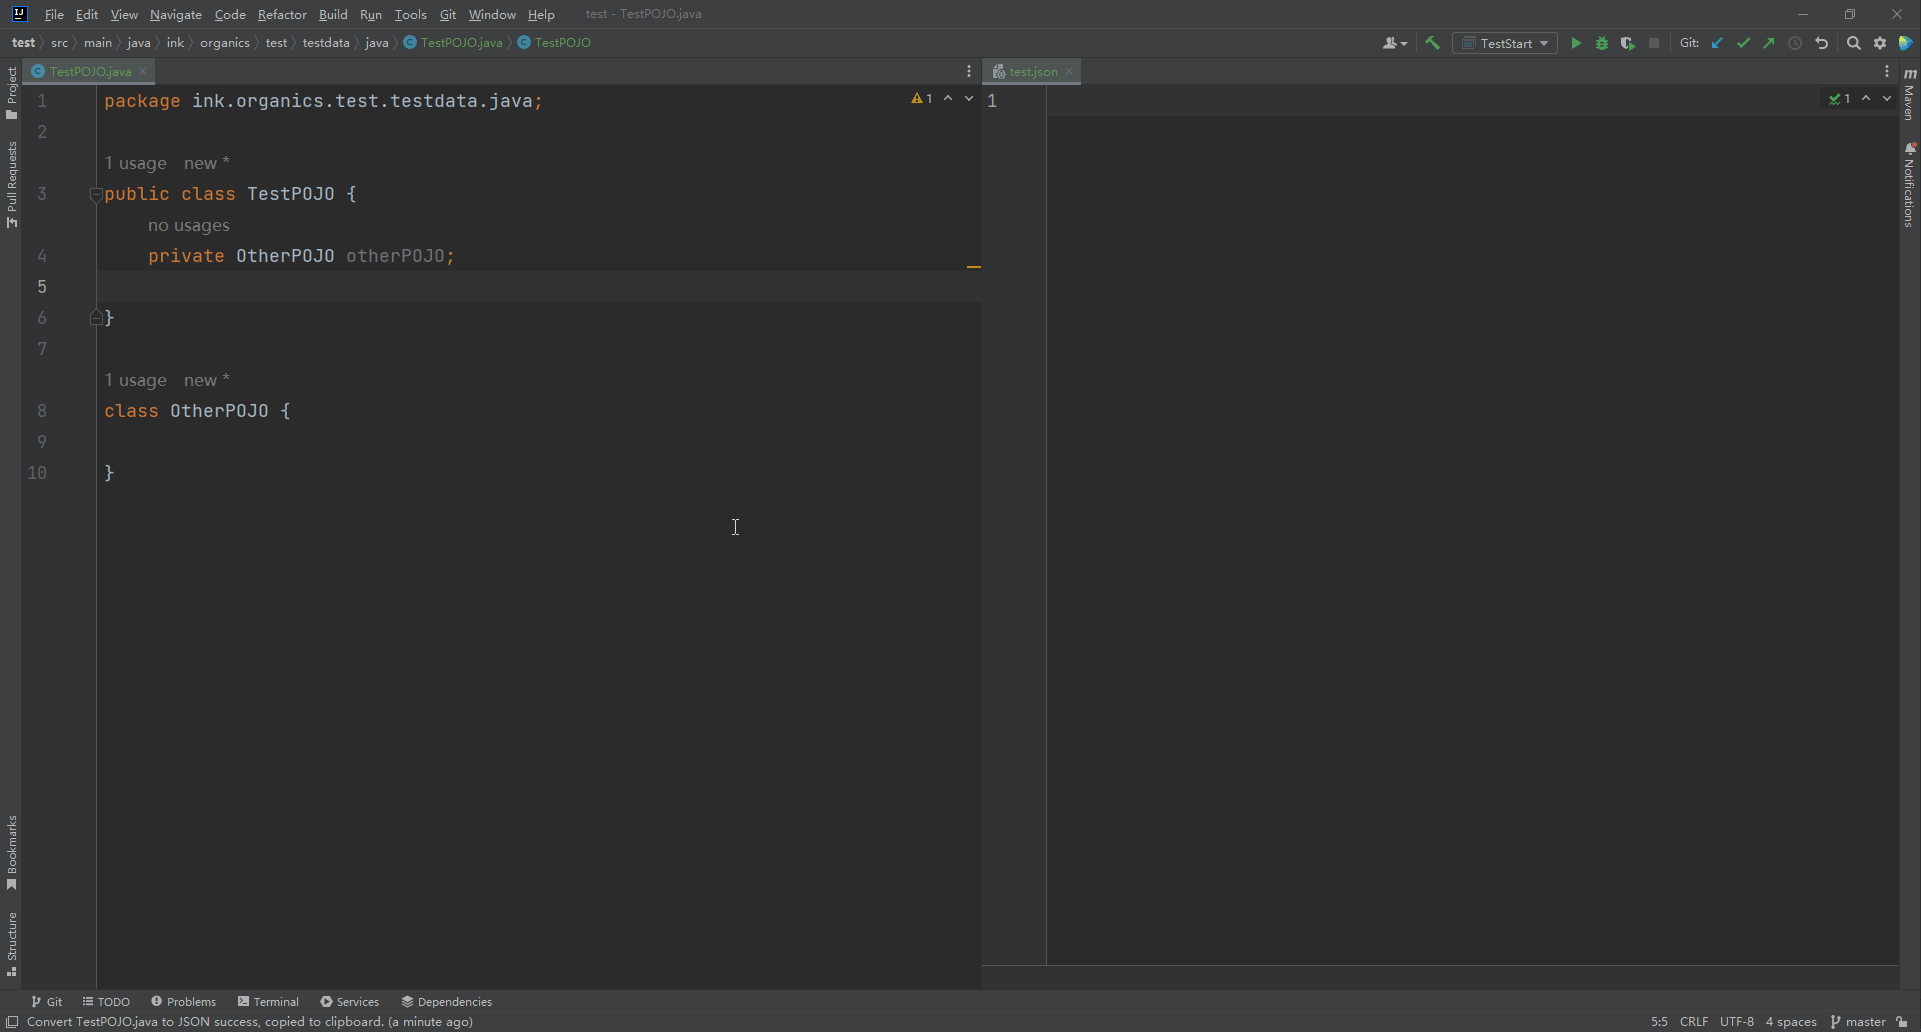 File Edit View Navigate Code Refactor Build Run Tools Git Window Help test - TestPOJO.java
test src main java ink organics test testdata java TestPOJO.java TestPOJO TestStart Git:
TestPOJO.java
test.json
Project
Pull Requests
Bookmarks
Structure
1 package ink.organics.test.testdata.java;
2
1 usage new *
3 public class TestPOJO {
no usages
4 private OtherPOJO otherPOJO;
5
6 }
7
1 usage new *
8 class OtherPOJO {
9
10 }
1
1
1
m Maven
Notifications
Git TODO Problems Terminal Services Dependencies
Convert TestPOJO.java to JSON success, copied to clipboard. (a minute ago) 5:5 CRLF UTF-8 4 spaces master